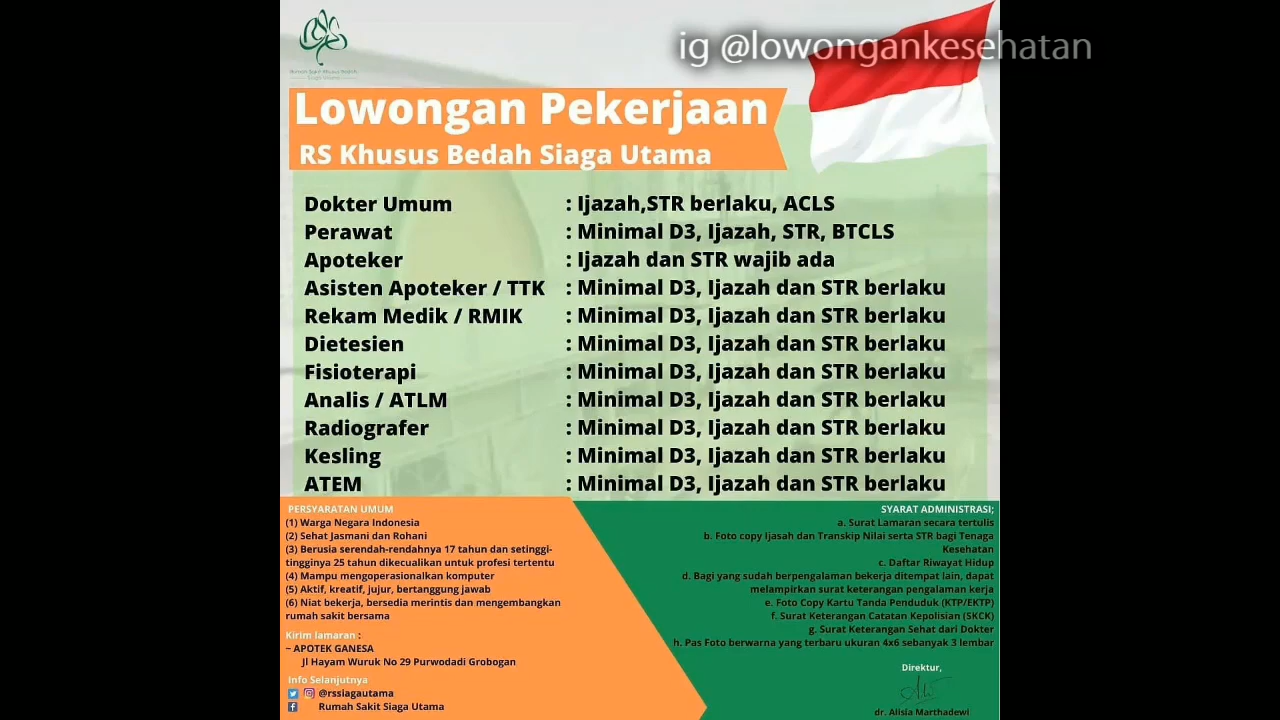 ig @lowongankesehatan
Rumah Sakit Khusus Bedah
Siaga Utama
Lowongan Pekerjaan
RS Khusus Bedah Siaga Utama
Dokter Umum : Ijazah,STR berlaku, ACLS
Perawat : Minimal D3, Ijazah, STR, BTCLS
Apoteker : Ijazah dan STR wajib ada
Asisten Apoteker / TTK : Minimal D3, Ijazah dan STR berlaku
Rekam Medik / RMIK : Minimal D3, Ijazah dan STR berlaku
Dietesien : Minimal D3, Ijazah dan STR berlaku
Fisioterapi : Minimal D3, Ijazah dan STR berlaku
Analis / ATLM : Minimal D3, Ijazah dan STR berlaku
Radiografer : Minimal D3, Ijazah dan STR berlaku
Kesling : Minimal D3, Ijazah dan STR berlaku
ATEM : Minimal D3, Ijazah dan STR berlaku
PERSYARATAN UMUM
(1) Warga Negara Indonesia
(2) Sehat Jasmani dan Rohani
(3) Berusia serendah-rendahnya 17 tahun dan setinggi-
tingginya 25 tahun dikecualikan untuk profesi tertentu
(4) Mampu mengoperasionalkan komputer
(5) Aktif, kreatif, jujur, bertanggung jawab
(6) Niat bekerja, bersedia merintis dan mengembangkan
rumah sakit bersama
Kirim lamaran :
~ APOTEK GANESA
Jl Hayam Wuruk No 29 Purwodadi Grobogan
Info Selanjutnya
@rssiagautama
Rumah Sakit Siaga Utama
SYARAT ADMINISTRASI;
a. Surat Lamaran secara tertulis
b. Foto copy Ijasah dan Transkip Nilai serta STR bagi Tenaga
Kesehatan
c. Daftar Riwayat Hidup
d. Bagi yang sudah berpengalaman bekerja ditempat lain, dapat
melampirkan surat keterangan pengalaman kerja
e. Foto Copy Kartu Tanda Penduduk (KTP/EKTP)
f. Surat Keterangan Catatan Kepolisian (SKCK)
g. Surat Keterangan Sehat dari Dokter
h. Pas Foto berwarna yang terbaru ukuran 4x6 sebanyak 3 lembar
Direktur,
dr. Alisia Marthadewi